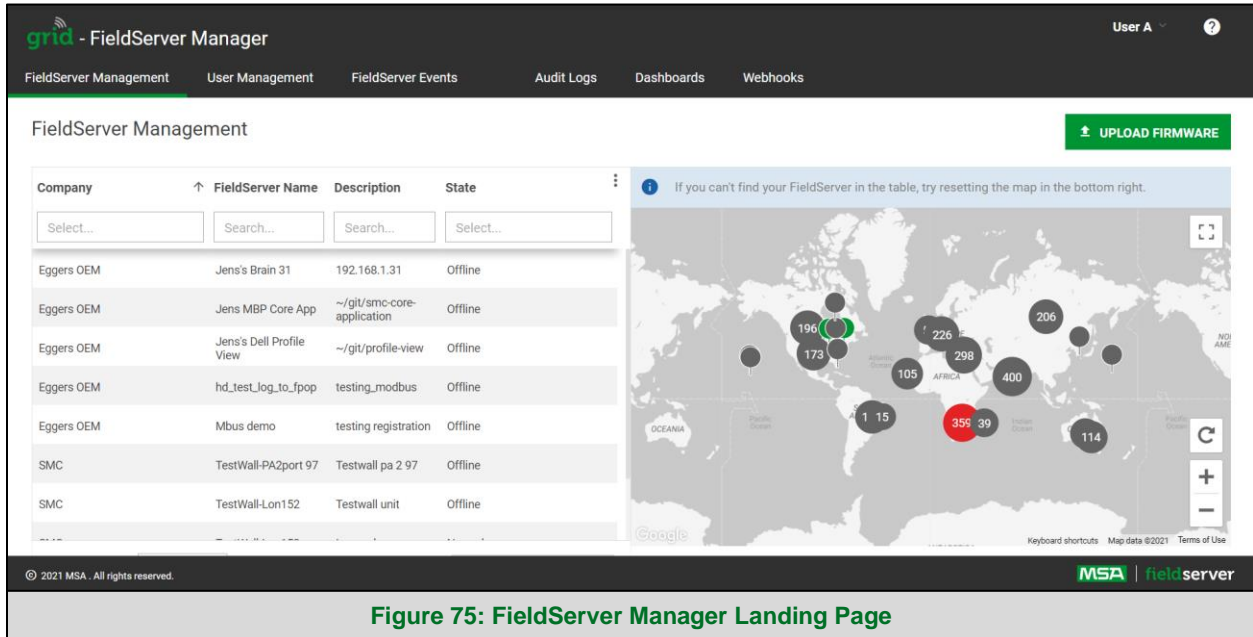 grid - FieldServer Manager
User A
?
FieldServer Management User Management FieldServer Events Audit Logs Dashboards Webhooks
FieldServer Management
UPLOAD FIRMWARE
Company FieldServer Name Description State
Select... Search... Search... Select...
Eggers OEM Jens's Brain 31 192.168.1.31 Offline
Eggers OEM Jens MBP Core App ~/git/smc-core-
application Offline
Eggers OEM Jens's Dell Profile
View ~/git/profile-view Offline
Eggers OEM hd_test_log_to_fpop testing_modbus Offline
Eggers OEM Mbus demo testing registration Offline
SMC TestWall-PA2port 97 Testwall pa 2 97 Offline
SMC TestWall-Lon152 Testwall unit Offline
i If you can't find your FieldServer in the table, try resetting the map in the bottom right.
206
196
226
173
298
105
AFRICA
400
1 15
359 39
OCEANIA
Pacific
Ocean
Indian
Ocean
114
Google
Keyboard shortcuts Map data ©2021 Terms of Use
© 2021 MSA . All rights reserved.
MSA | fieldserver
Figure 75: FieldServer Manager Landing Page